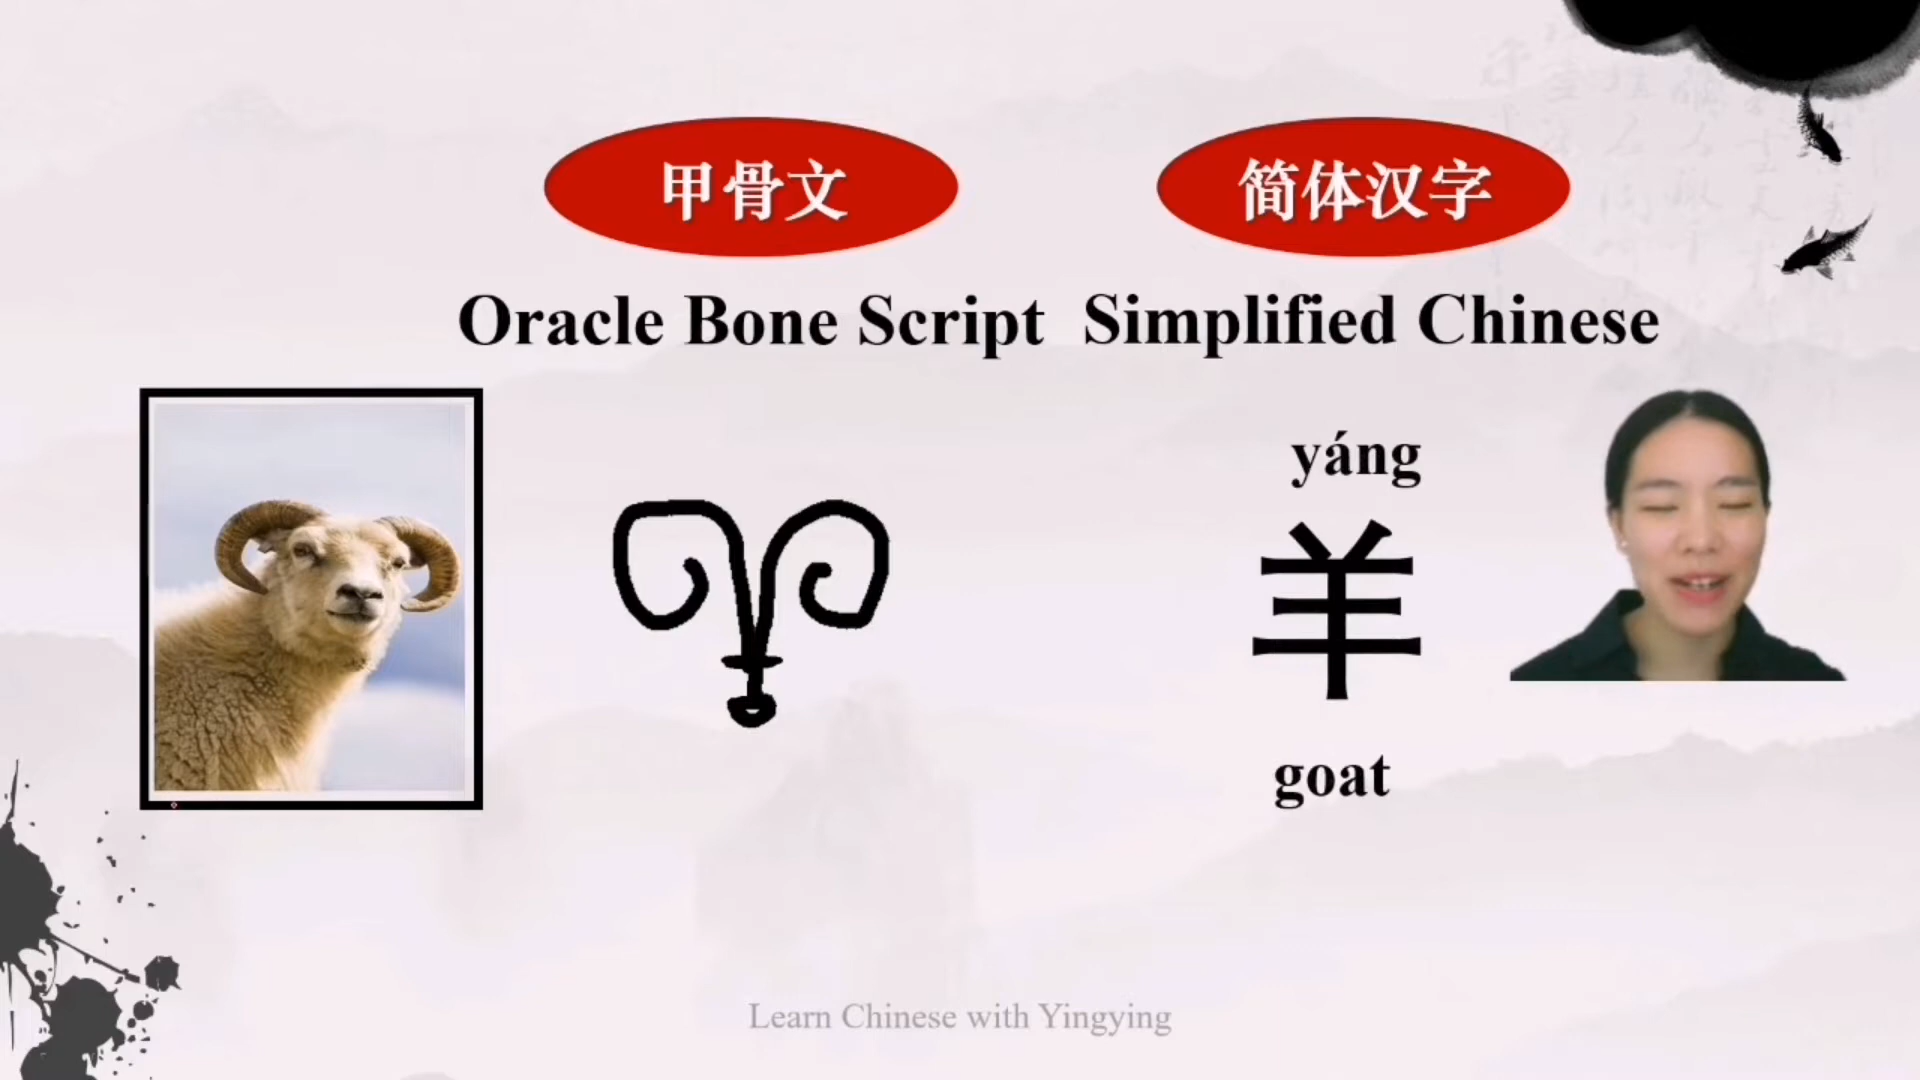 甲骨文 简体汉字
Oracle Bone Script Simplified Chinese
yáng
羊
goat
Learn Chinese with Yingying